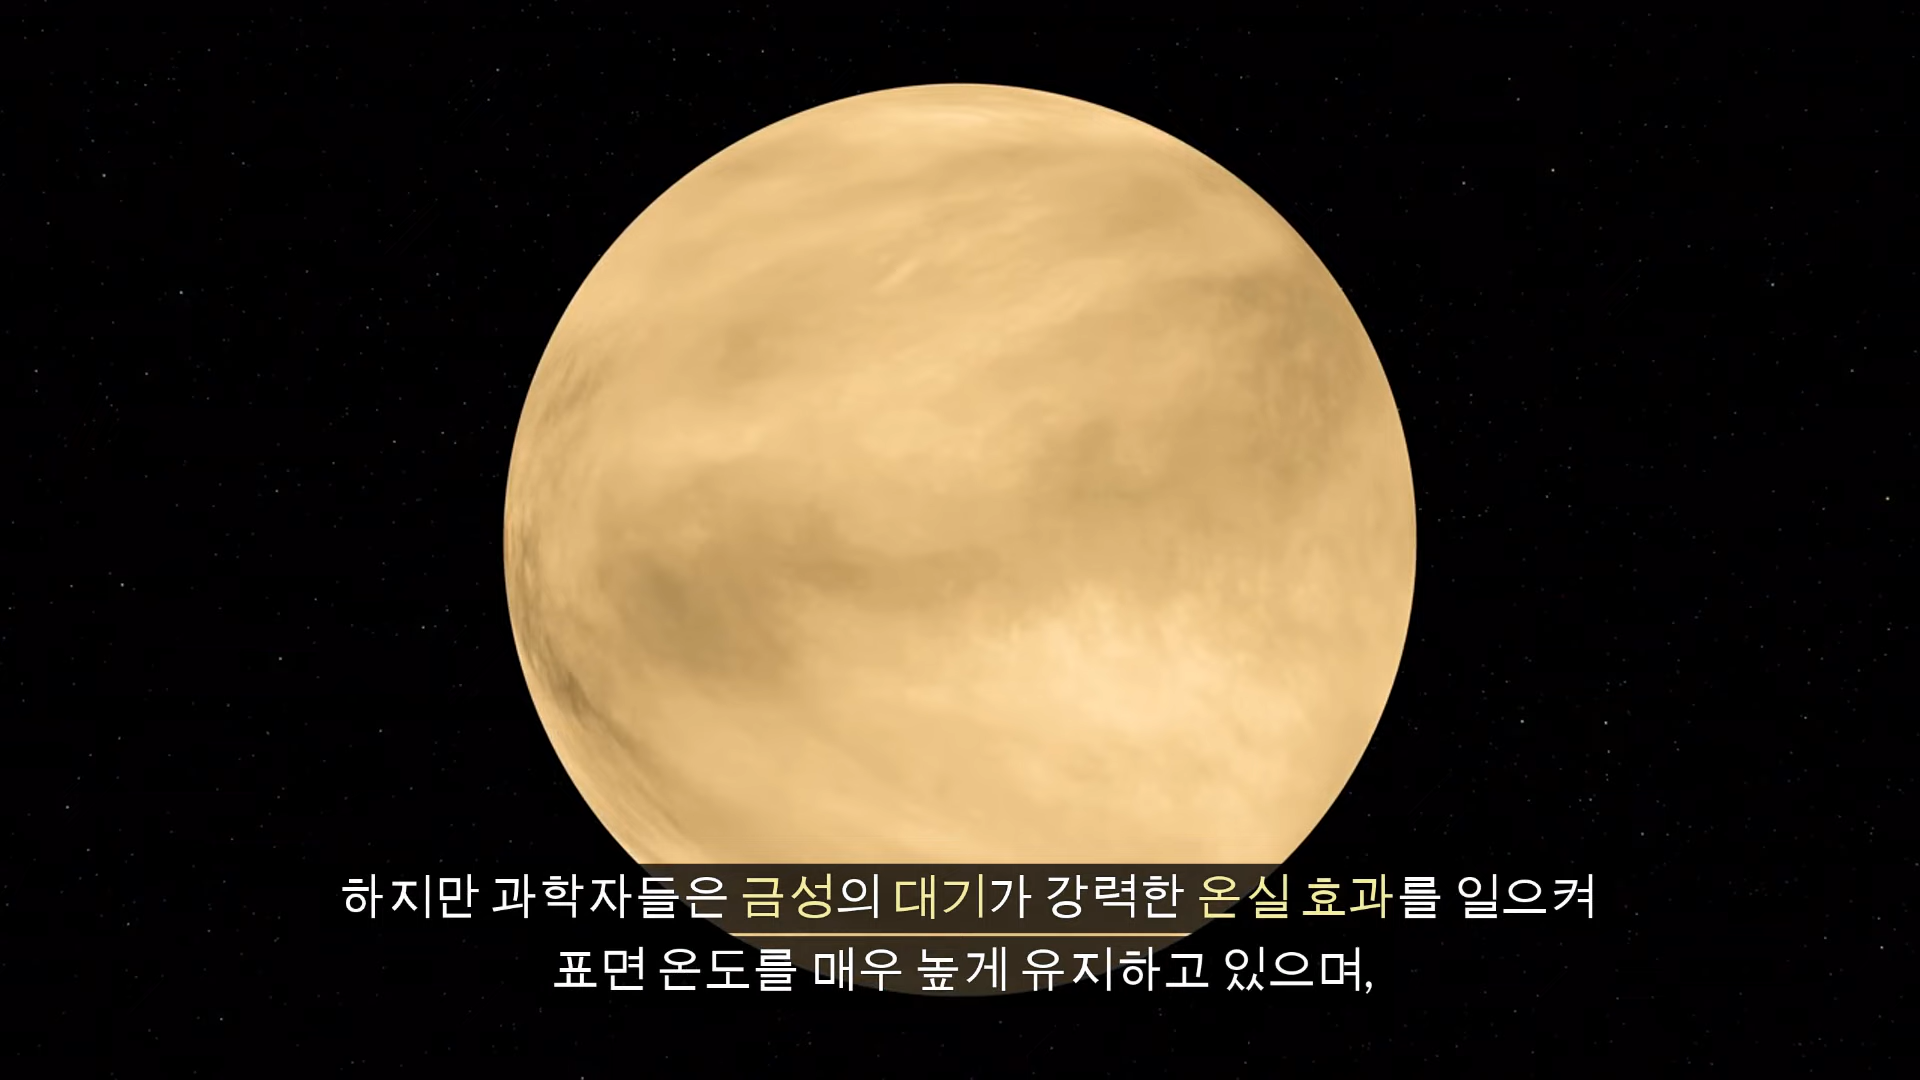 하지만 과학자들은 금성의 대기가 강력한 온실 효과를 일으켜
표면 온도를 매우 높게 유지하고 있으며,